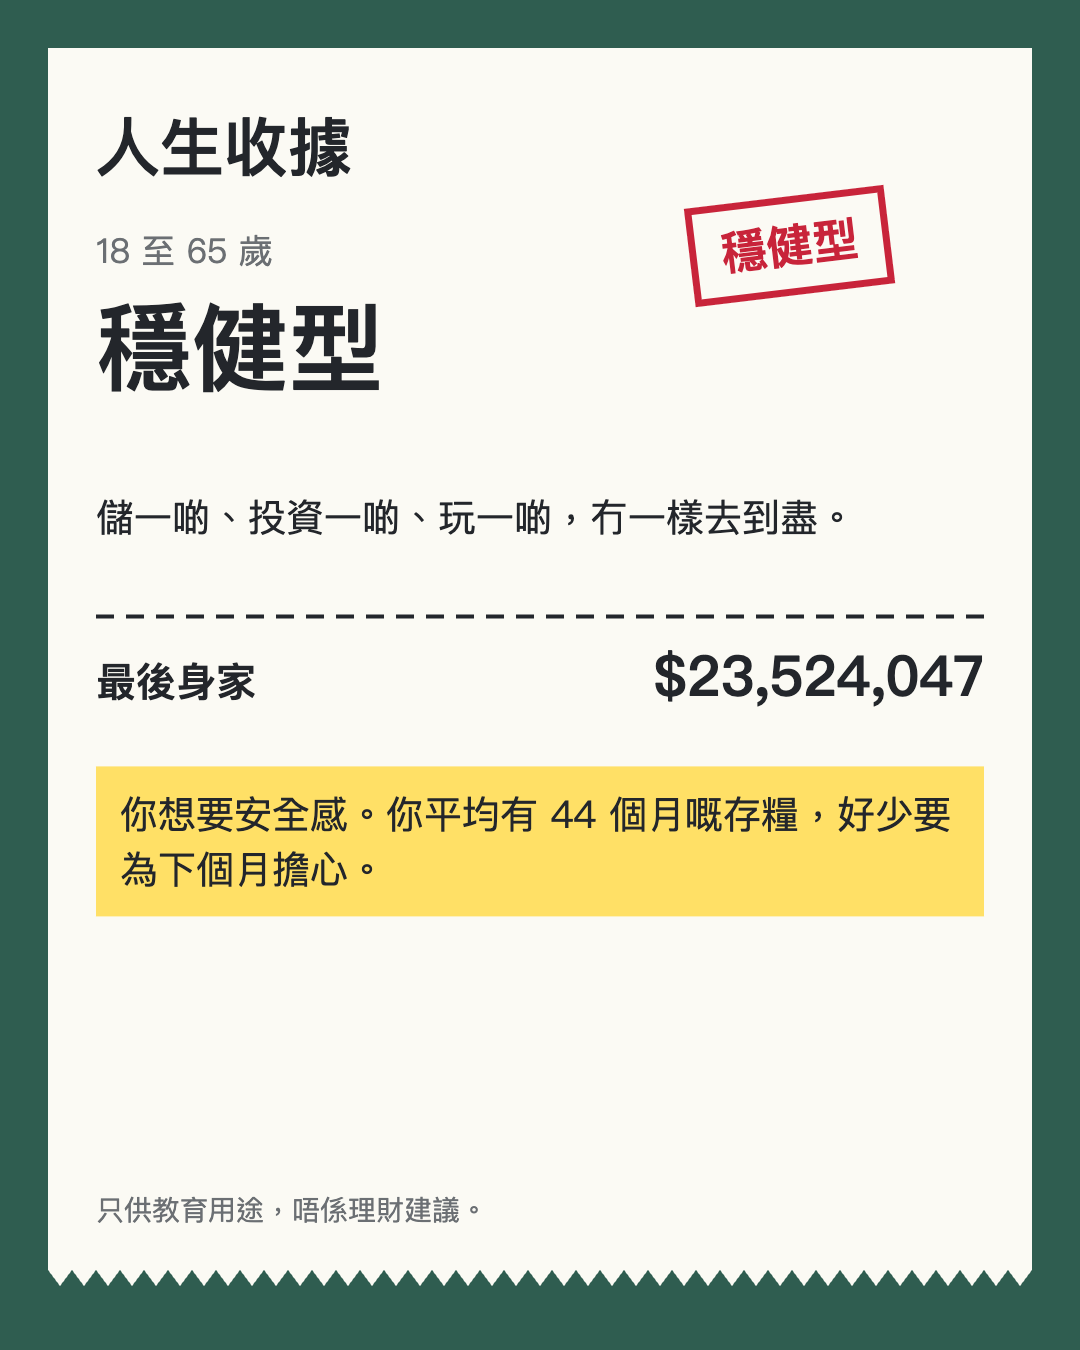 人生收據
18 至 65 歲
穩健型
穩健型
儲一啲、投資一啲、玩一啲，冇一樣去到盡。
最後身家 $23,524,047
你想要安全感。你平均有 44 個月嘅存糧，好少要
為下個月擔心。
只供教育用途，唔係理財建議。